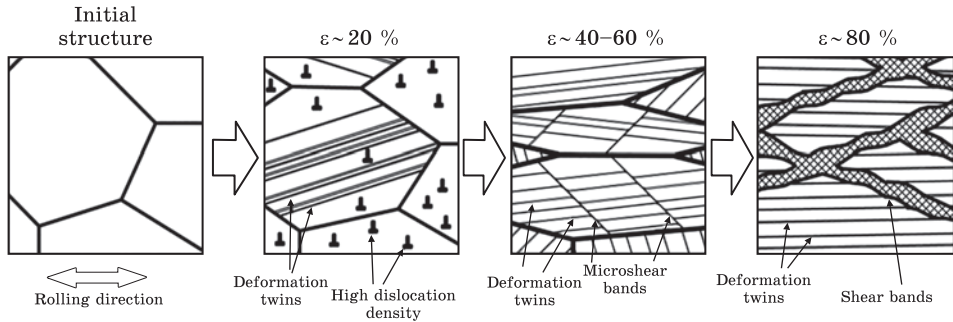 Initial
structure
ε~20 %
ε~40–60 %
ε~80 %
Rolling direction
Deformation
twins
High dislocation
density
Deformation
twins
Microshear
bands
Deformation
twins
Shear bands